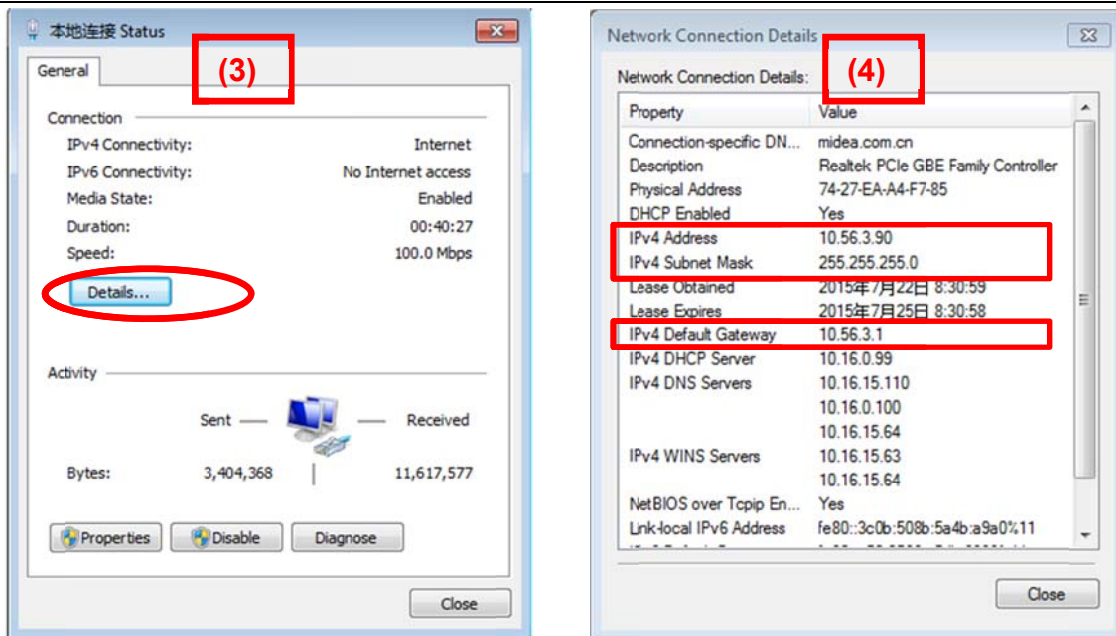 本地连接 Status
(3)
General
Connection
IPv4 Connectivity: Internet
IPv6 Connectivity: No Internet access
Media State: Enabled
Duration: 00:40:27
Speed: 100.0 Mbps
Details...
Activity
Sent Received
Bytes: 3,404,368 11,617,577
Properties Disable Diagnose
Close
Network Connection Details
(4)
Network Connection Details:
Property Value
Connection-specific DN... midea.com.cn
Description Realtek PCIe GBE Family Controller
Physical Address 74-27-EA-A4-F7-85
DHCP Enabled Yes
IPv4 Address 10.56.3.90
IPv4 Subnet Mask 255.255.255.0
Lease Obtained 2015年7月22日 8:30:59
Lease Expires 2015年7月25日 8:30:58
IPv4 Default Gateway 10.56.3.1
IPv4 DHCP Server 10.16.0.99
IPv4 DNS Servers 10.16.15.110
10.16.0.100
10.16.15.64
IPv4 WINS Servers 10.16.15.63
10.16.15.64
NetBIOS over Tcpip En... Yes
Link-local IPv6 Address fe80::3c0b:508b:5a4b:a9a0%11
Close